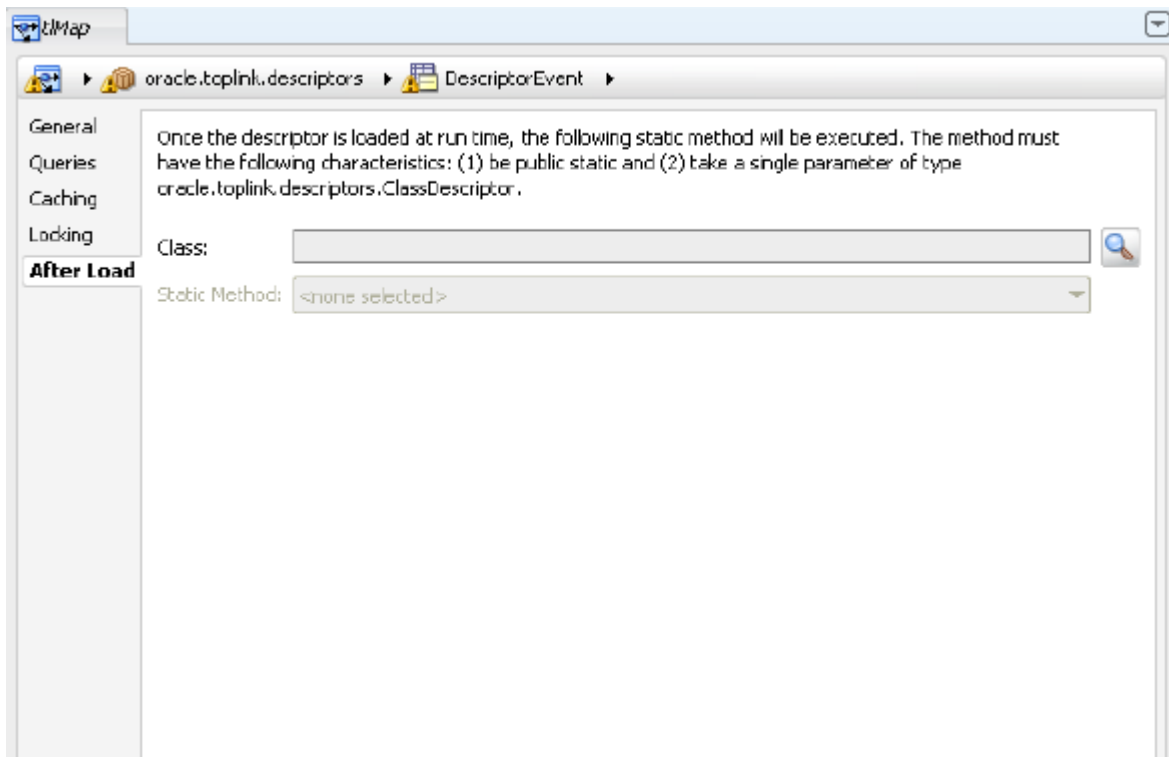 tlMap
oracle.toplink.descriptors DescriptorEvent
General
Queries
Caching
Locking
After Load
Once the descriptor is loaded at run time, the following static method will be executed. The method must
have the following characteristics: (1) be public static and (2) take a single parameter of type
oracle.toplink.descriptors.ClassDescriptor.
Class:
Static Method: <none selected>